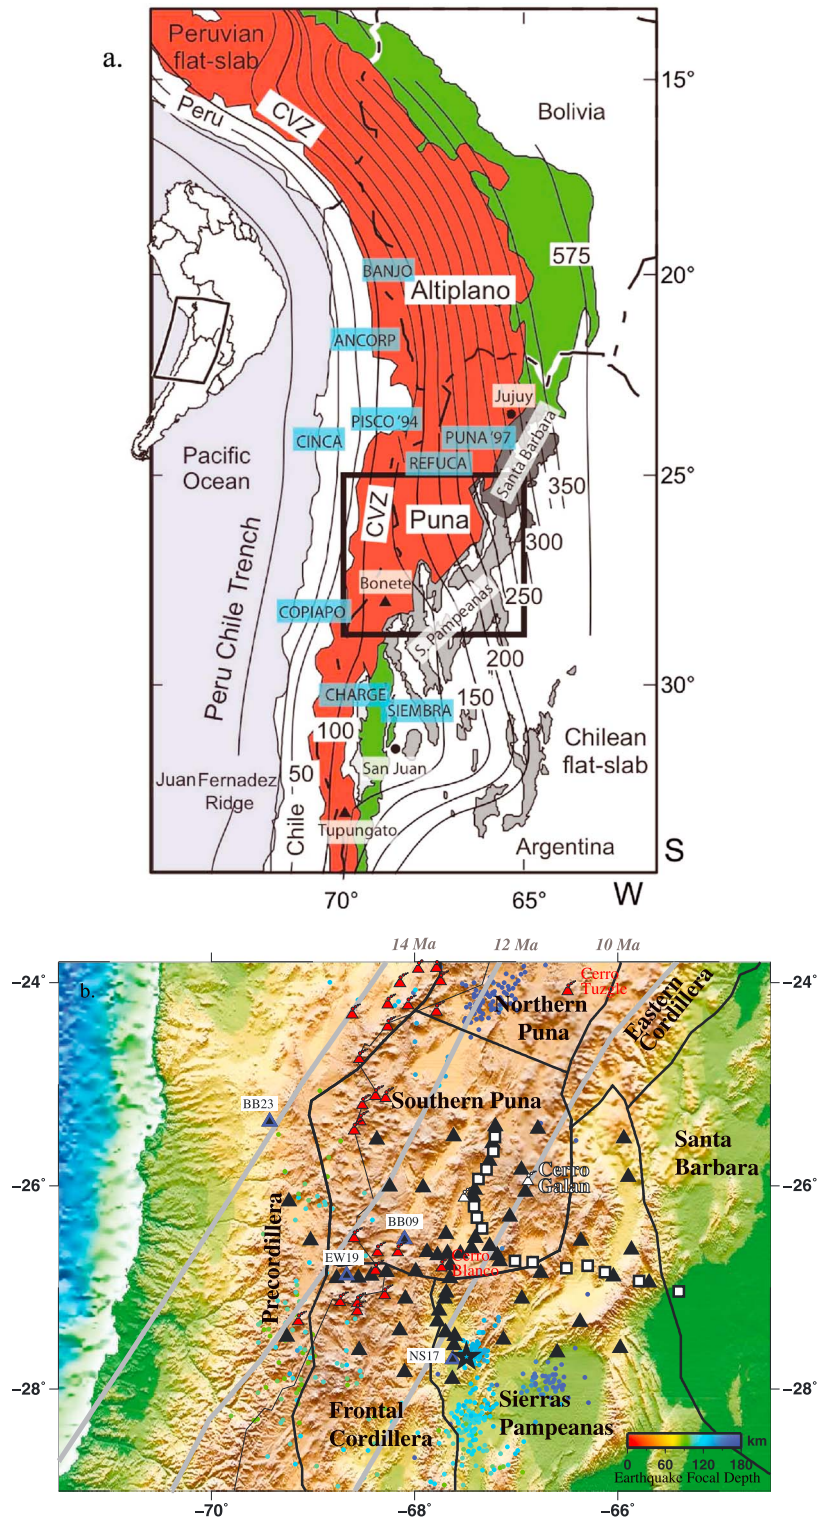 a.
Peruvian
flat-slab
Peru
CVZ
Bolivia
15°
575
BANJO
Altiplano
20°
ANCORP
Jujuy
PISCO '94
CINCA
PUNA '97
Santa Barbara
REFUCA
Pacific
Ocean
25°
350
CVZ
Puna
300
Peru Chile Trench
Bonete
250
COPIAPO
S. Pampeanas
200
30°
CHARGE
150
SIEMBRA
100
Chilean
flat-slab
San Juan
50
Juan Fernadez
Ridge
Chile
Tupungato
Argentina
S
70°
65°
W
14 Ma
12 Ma
10 Ma
b.
−24°
−24°
Cerro
Tuzgle
Northern
Puna
Eastern
Cordillera
BB23
Southern Puna
Santa
Barbara
Cerro
Galan
−26°
−26°
Precordillera
BB09
EW19
Cerro
Blanco
NS17
−28°
−28°
Frontal
Cordillera
Sierras
Pampeanas
km
0 60 120 180
Earthquake Focal Depth
−70°
−68°
−66°